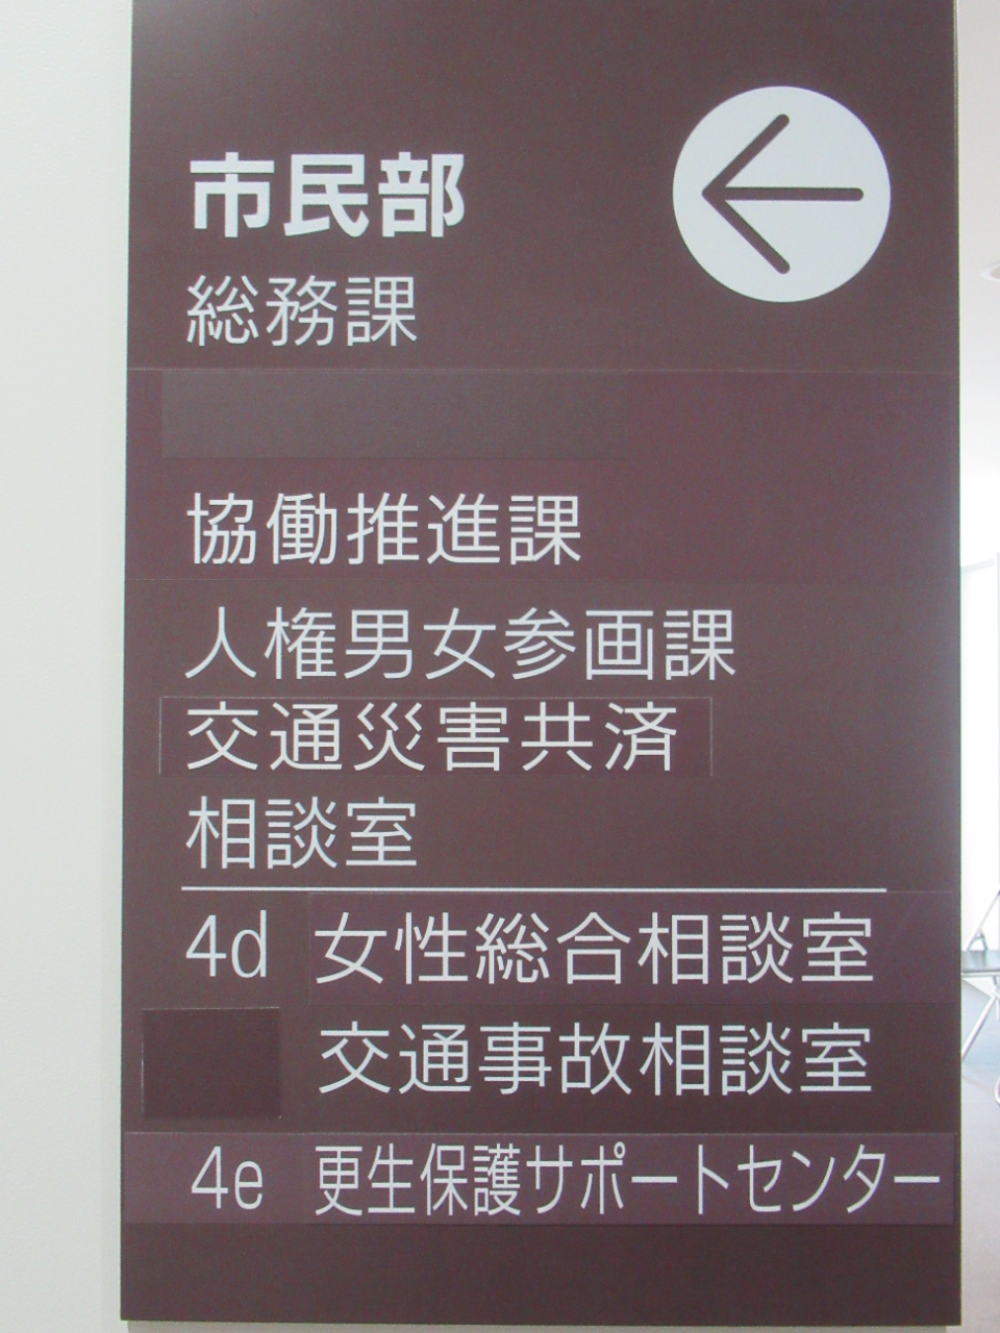 市民部
総務課
協働推進課
人権男女参画課
交通災害共済
相談室
4d 女性総合相談室
交通事故相談室
4e 更生保護サポートセンター